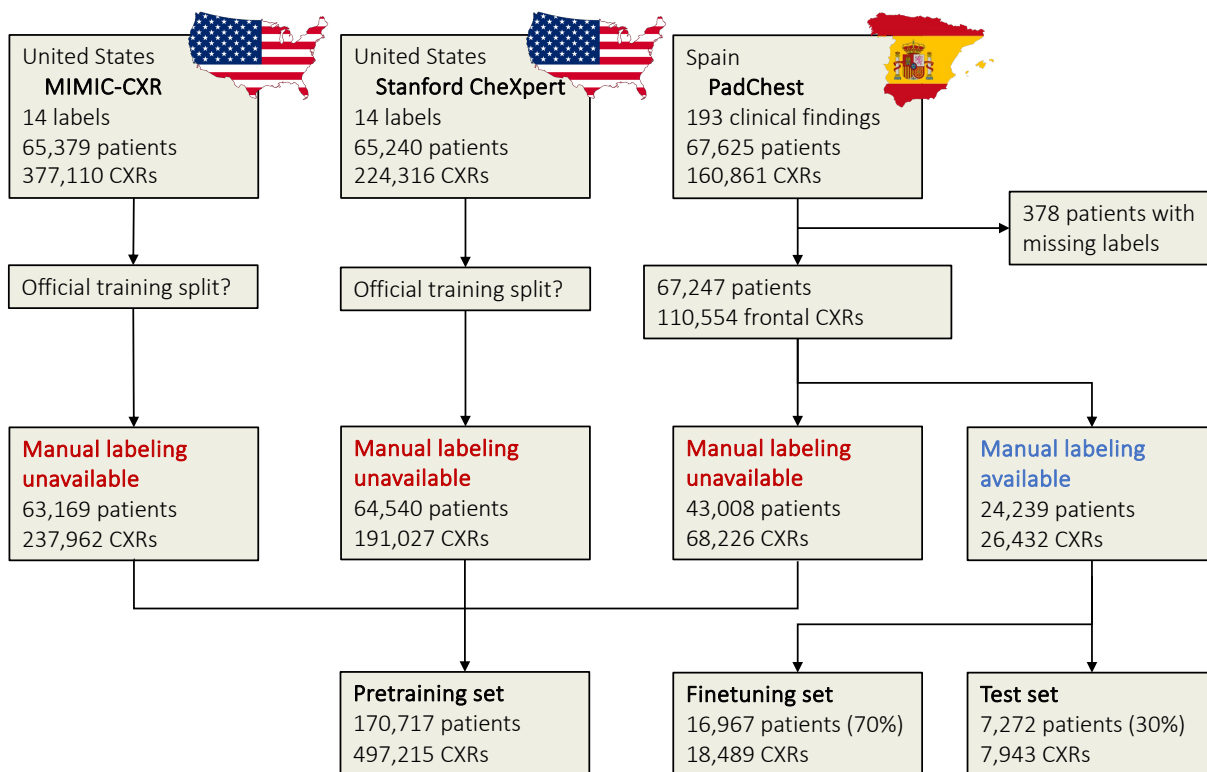 United States
MIMIC-CXR
14 labels
65,379 patients
377,110 CXRs
United States
Stanford CheXpert
14 labels
65,240 patients
224,316 CXRs
Spain
PadChest
193 clinical findings
67,625 patients
160,861 CXRs
378 patients with
missing labels
Official training split?
Official training split?
67,247 patients
110,554 frontal CXRs
Manual labeling
unavailable
63,169 patients
237,962 CXRs
Manual labeling
unavailable
64,540 patients
191,027 CXRs
Manual labeling
unavailable
43,008 patients
68,226 CXRs
Manual labeling
available
24,239 patients
26,432 CXRs
Pretraining set
170,717 patients
497,215 CXRs
Finetuning set
16,967 patients (70%)
18,489 CXRs
Test set
7,272 patients (30%)
7,943 CXRs